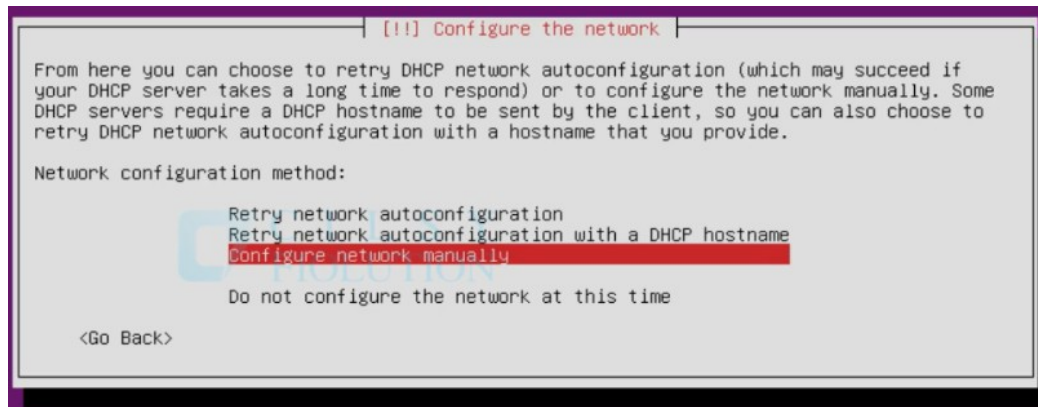 [!!] Configure the network
From here you can choose to retry DHCP network autoconfiguration (which may succeed if
your DHCP server takes a long time to respond) or to configure the network manually. Some
DHCP servers require a DHCP hostname to be sent by the client, so you can also choose to
retry DHCP network autoconfiguration with a hostname that you provide.
Network configuration method:
Retry network autoconfiguration
Retry network autoconfiguration with a DHCP hostname
Configure network manually
Do not configure the network at this time
<Go Back>